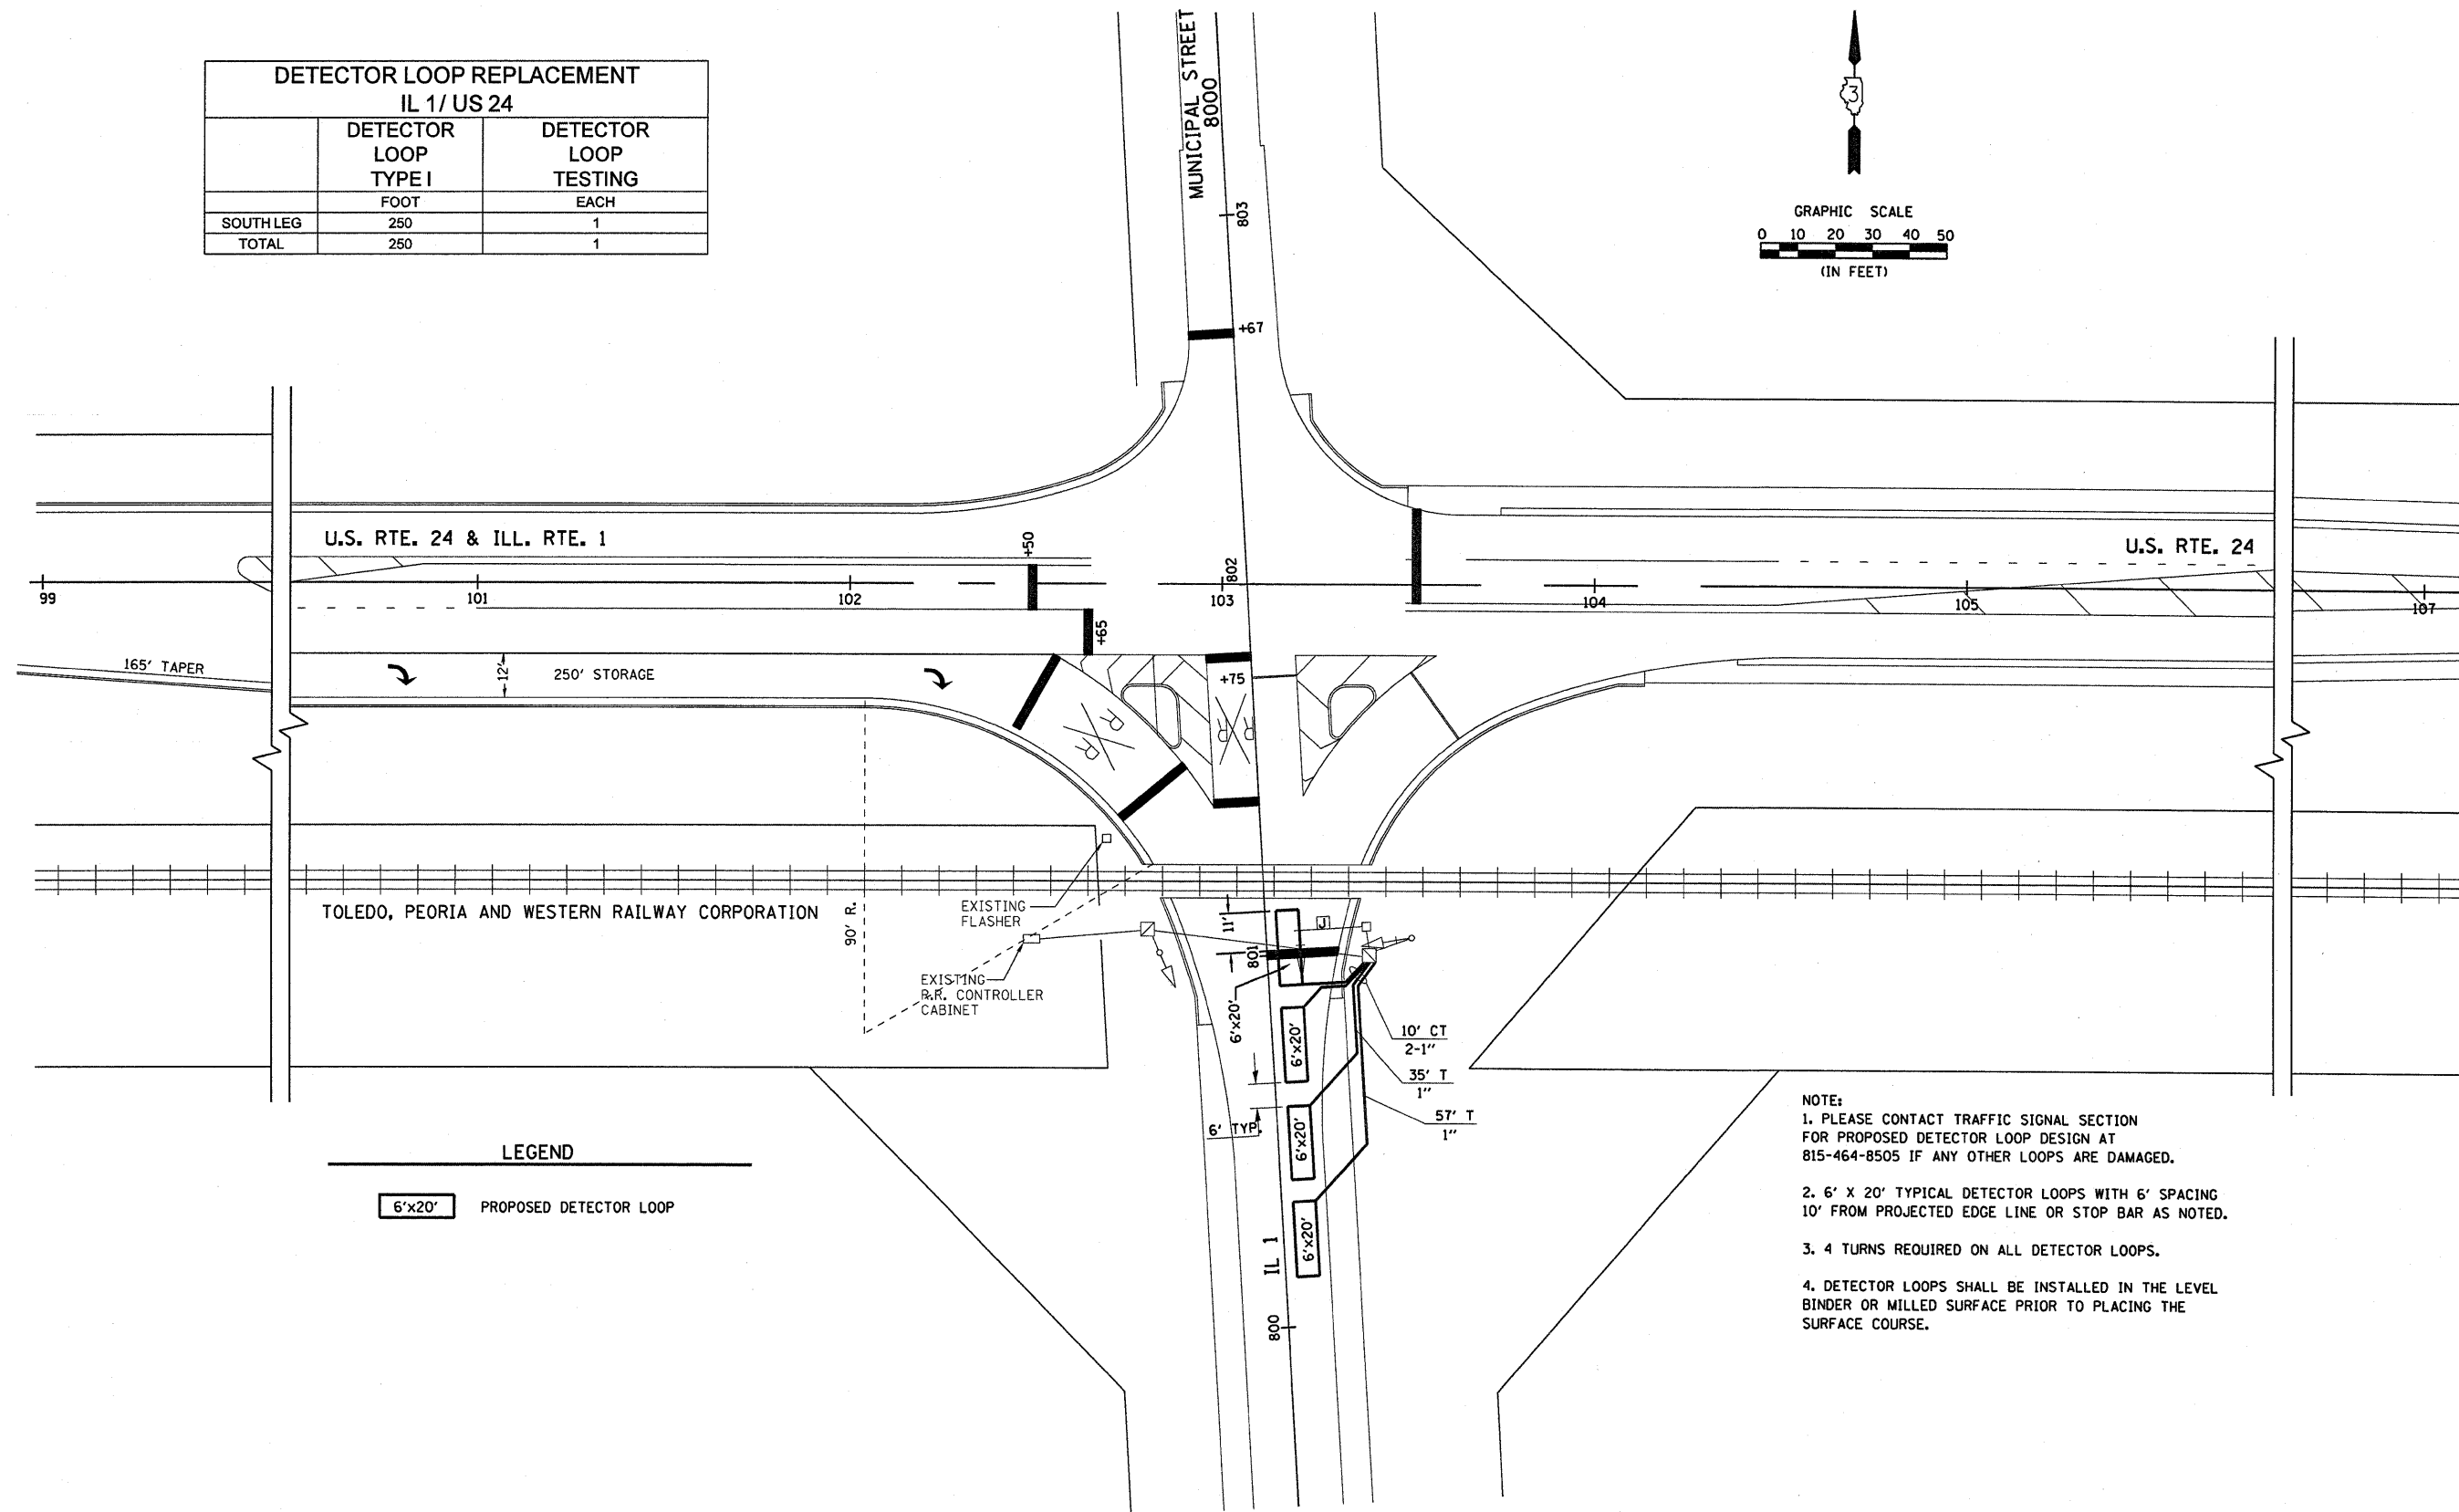 DETECTOR LOOP REPLACEMENT
IL 1/ US 24
DETECTOR LOOP TYPE I
DETECTOR LOOP TESTING
FOOT EACH
SOUTH LEG 250 1
TOTAL 250 1
MUNICIPAL STREET
8000
803
+67
3
GRAPHIC SCALE
0 10 20 30 40 50
(IN FEET)
U.S. RTE. 24 & ILL. RTE. 1
+50
802
U.S. RTE. 24
99
101
102
103
104
105
107
+65
165' TAPER
12'
250' STORAGE
+75
R R
R R
TOLEDO, PEORIA AND WESTERN RAILWAY CORPORATION
90' R.
EXISTING
FLASHER
EXISTING
R.R. CONTROLLER
CABINET
11'
J
801
6'x20'
6'x20'
6'x20'
6'x20'
6' TYP.
10' CT
2-1"
35' T
1"
57' T
1"
IL 1
800
LEGEND
6'x20' PROPOSED DETECTOR LOOP
NOTE:
1. PLEASE CONTACT TRAFFIC SIGNAL SECTION
FOR PROPOSED DETECTOR LOOP DESIGN AT
815-464-8505 IF ANY OTHER LOOPS ARE DAMAGED.
2. 6' X 20' TYPICAL DETECTOR LOOPS WITH 6' SPACING
10' FROM PROJECTED EDGE LINE OR STOP BAR AS NOTED.
3. 4 TURNS REQUIRED ON ALL DETECTOR LOOPS.
4. DETECTOR LOOPS SHALL BE INSTALLED IN THE LEVEL
BINDER OR MILLED SURFACE PRIOR TO PLACING THE
SURFACE COURSE.